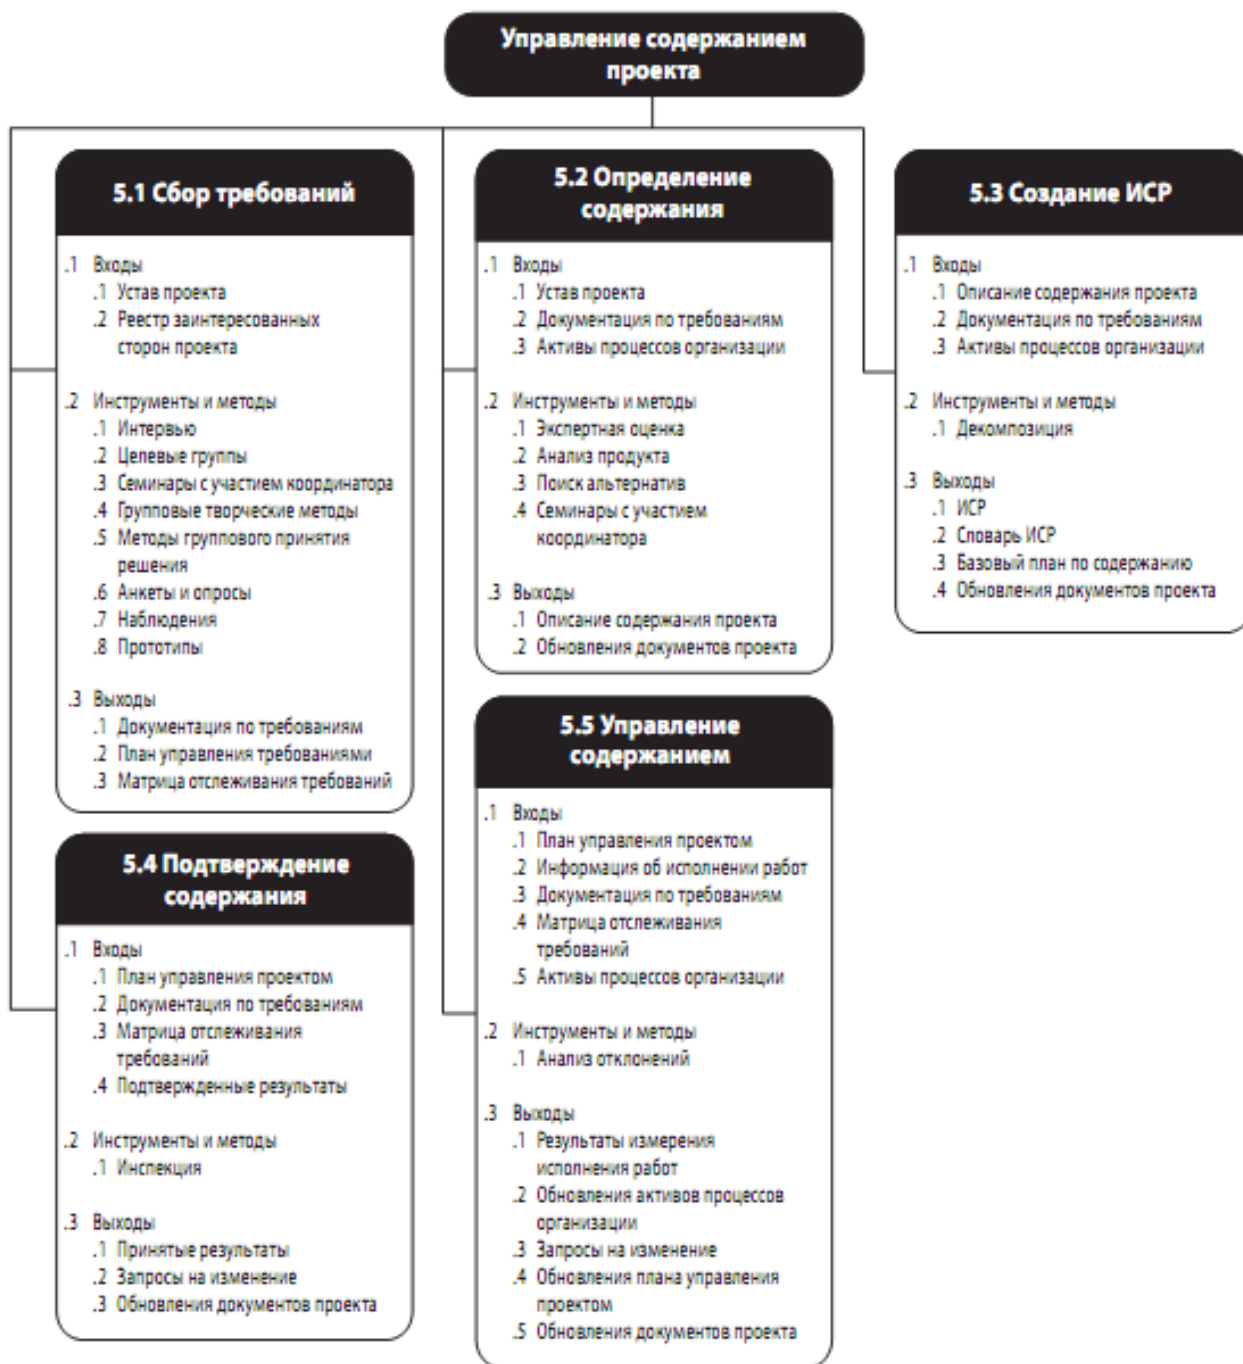 Управление содержанием
проекта
5.1 Сбор требований
.1 Входы
.1 Устав проекта
.2 Реестр заинтересованных
сторон проекта
.2 Инструменты и методы
.1 Интервью
.2 Целевые группы
.3 Семинары с участием координатора
.4 Групповые творческие методы
.5 Методы группового принятия
решения
.6 Анкеты и опросы
.7 Наблюдения
.8 Прототипы
.3 Выходы
.1 Документация по требованиям
.2 План управления требованиями
.3 Матрица отслеживания требований
5.2 Определение
содержания
.1 Входы
.1 Устав проекта
.2 Документация по требованиям
.3 Активы процессов организации
.2 Инструменты и методы
.1 Экспертная оценка
.2 Анализ продукта
.3 Поиск альтернатив
.4 Семинары с участием
координатора
.3 Выходы
.1 Описание содержания проекта
.2 Обновления документов проекта
5.3 Создание ИСР
.1 Входы
.1 Описание содержания проекта
.2 Документация по требованиям
.3 Активы процессов организации
.2 Инструменты и методы
.1 Декомпозиция
.3 Выходы
.1 ИСР
.2 Словарь ИСР
.3 Базовый план по содержанию
.4 Обновления документов проекта
5.4 Подтверждение
содержания
.1 Входы
.1 План управления проектом
.2 Документация по требованиям
.3 Матрица отслеживания
требований
.4 Подтвержденные результаты
.2 Инструменты и методы
.1 Инспекция
.3 Выходы
.1 Принятые результаты
.2 Запросы на изменение
.3 Обновления документов проекта
5.5 Управление
содержанием
.1 Входы
.1 План управления проектом
.2 Информация об исполнении работ
.3 Документация по требованиям
.4 Матрица отслеживания
требований
.5 Активы процессов организации
.2 Инструменты и методы
.1 Анализ отклонений
.3 Выходы
.1 Результаты измерения
исполнения работ
.2 Обновления активов процессов
организации
.3 Запросы на изменение
.4 Обновления плана управления
проектом
.5 Обновления документов проекта